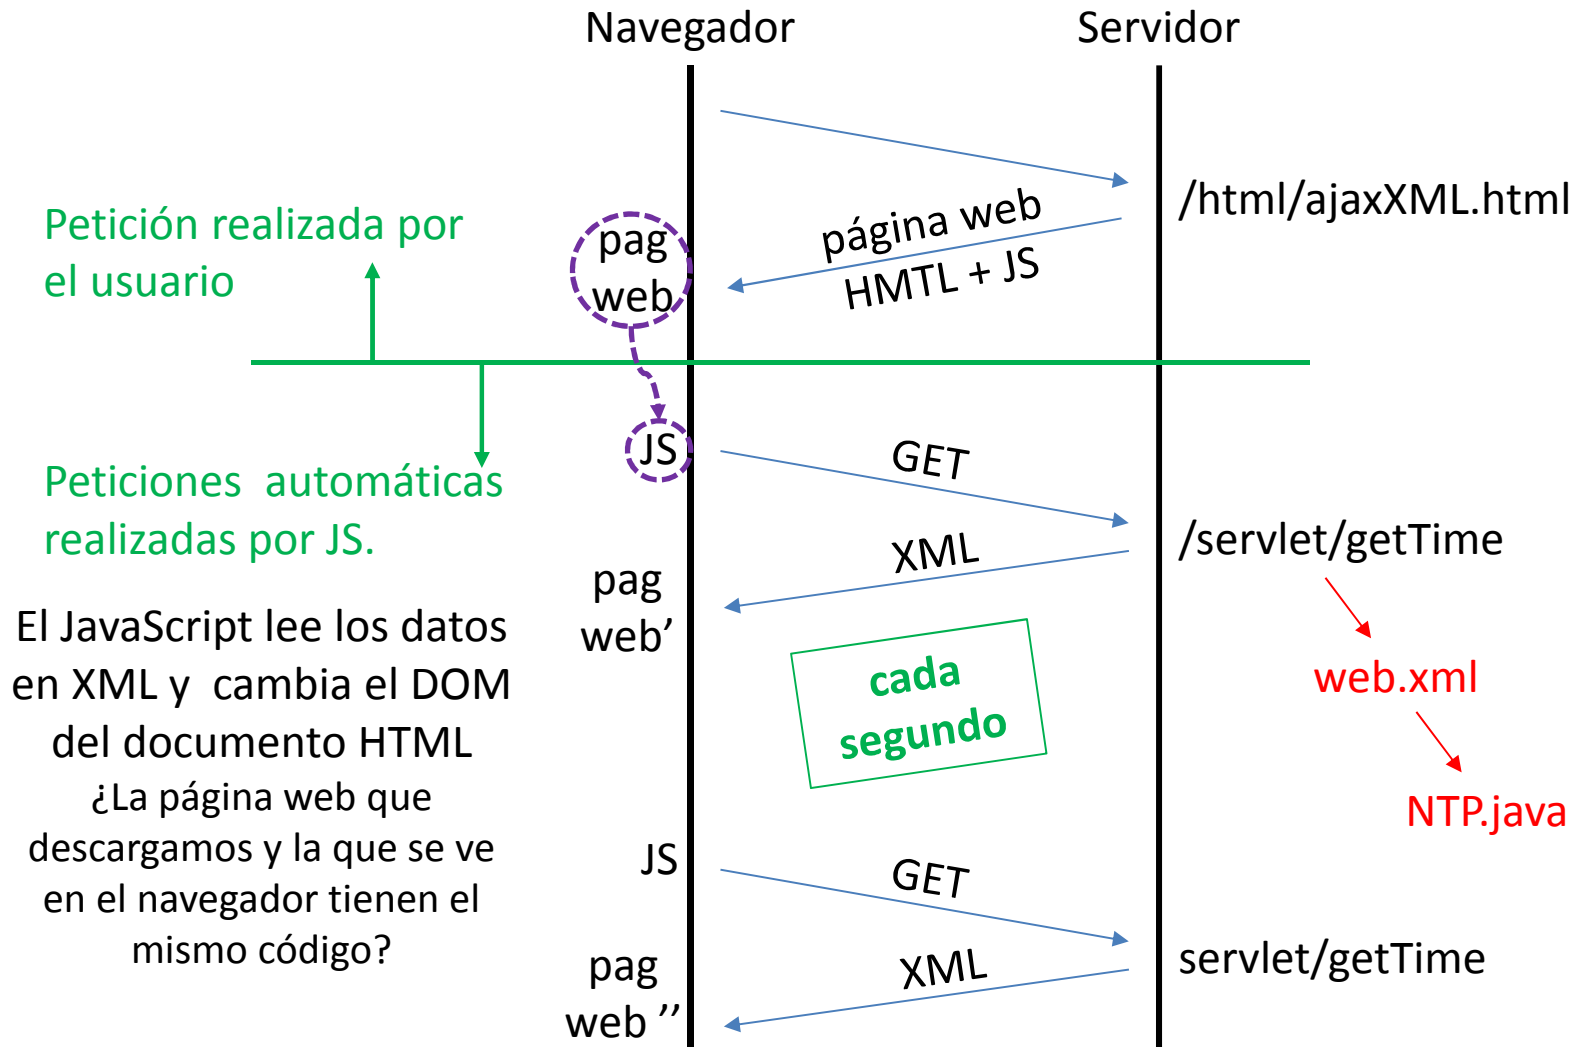 Navegador
Servidor
/html/ajaxXML.html
página web
HMTL + JS
Petición realizada por
el usuario
pag
web
JS
GET
Peticiones  automáticas
realizadas por JS.
/servlet/getTime
XML
pag
web’
El JavaScript lee los datos
en XML y  cambia el DOM
del documento HTML
¿La página web que
descargamos y la que se ve
en el navegador tienen el
mismo código?
cada
segundo
web.xml
NTP.java
JS
GET
servlet/getTime
XML
pag
web ’’